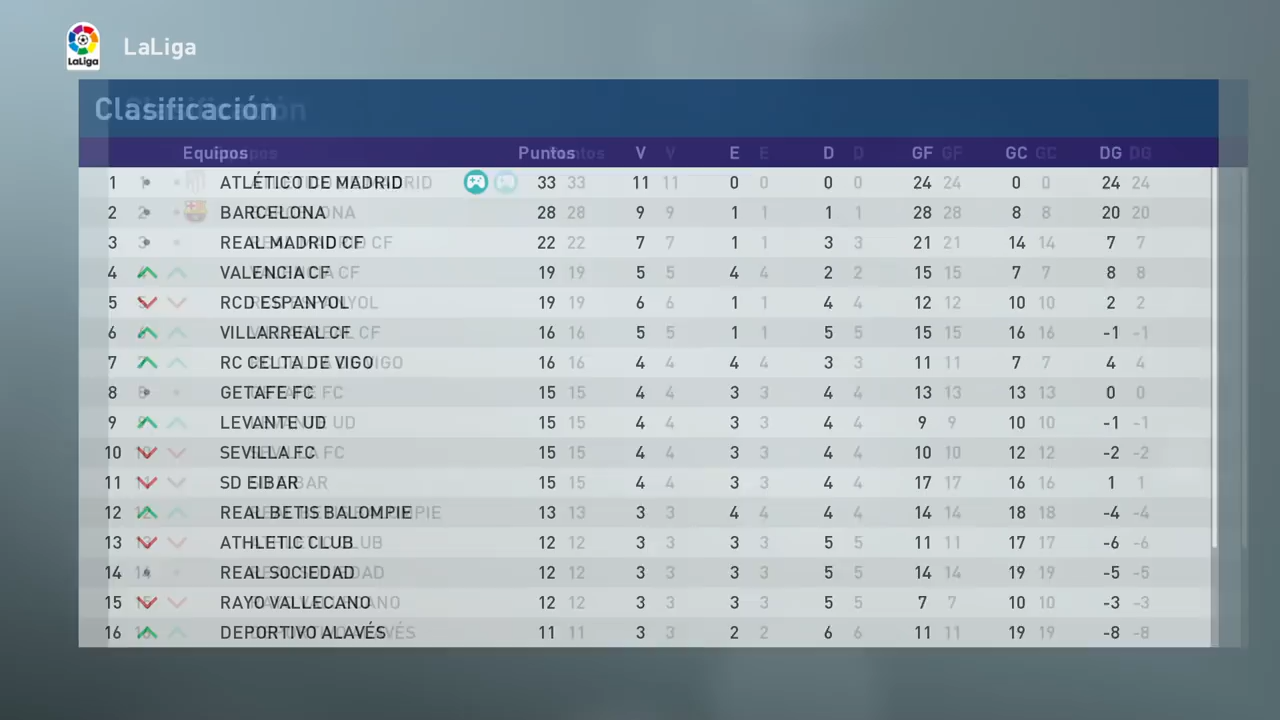 LaLiga
LaLiga
Clasificación
Equipos Puntos V E D GF GC DG
1 ATLÉTICO DE MADRID 33 11 0 0 24 0 24
2 BARCELONA 28 9 1 1 28 8 20
3 REAL MADRID CF 22 7 1 3 21 14 7
4 VALENCIA CF 19 5 4 2 15 7 8
5 RCD ESPANYOL 19 6 1 4 12 10 2
6 VILLARREAL CF 16 5 1 5 15 16 -1
7 RC CELTA DE VIGO 16 4 4 3 11 7 4
8 GETAFE FC 15 4 3 4 13 13 0
9 LEVANTE UD 15 4 3 4 9 10 -1
10 SEVILLA FC 15 4 3 4 10 12 -2
11 SD EIBAR 15 4 3 4 17 16 1
12 REAL BETIS BALOMPIE 13 3 4 4 14 18 -4
13 ATHLETIC CLUB 12 3 3 5 11 17 -6
14 REAL SOCIEDAD 12 3 3 5 14 19 -5
15 RAYO VALLECANO 12 3 3 5 7 10 -3
16 DEPORTIVO ALAVÉS 11 3 2 6 11 19 -8